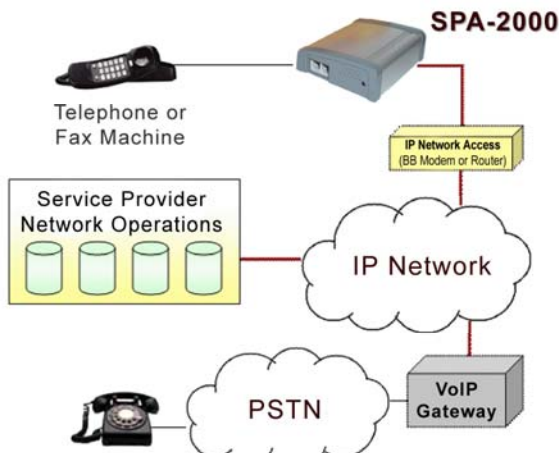 SPA-2000
Telephone or
Fax Machine
IP Network Access
(BB Modem or Router)
Service Provider
Network Operations
IP Network
PSTN
VoIP
Gateway